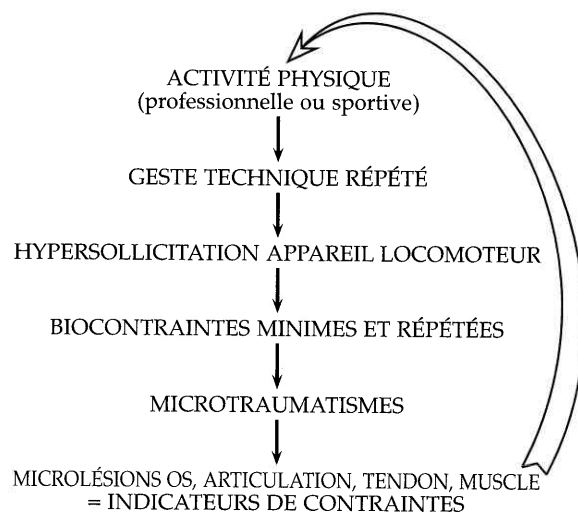 ACTIVITÉ PHYSIQUE
(professionnelle ou sportive)
GESTE TECHNIQUE RÉPÉTÉ
HYPERSOLLICITATION APPAREIL LOCOMOTEUR
BIOCONTRAINTES MINIMES ET RÉPÉTÉES
MICROTRAUMATISMES
MICROLÉSIONS OS, ARTICULATION, TENDON, MUSCLE
= INDICATEURS DE CONTRAINTES